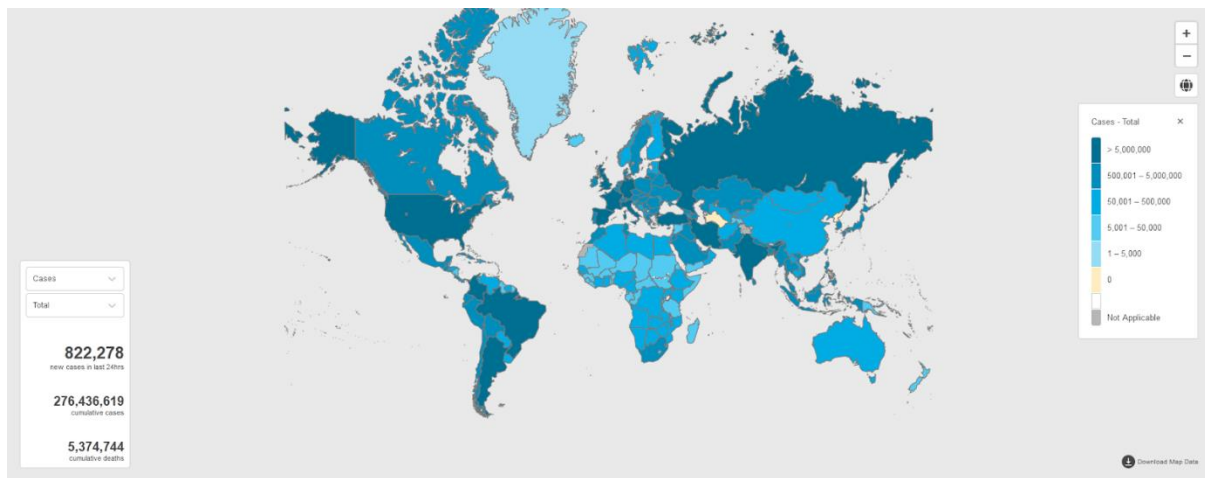 +
−
Cases - Total ×
> 5,000,000
500,001 – 5,000,000
50,001 – 500,000
5,001 – 50,000
1 – 5,000
0
Not Applicable
Cases
Total
822,278
new cases in last 24hrs
276,436,619
cumulative cases
5,374,744
cumulative deaths
Download Map Data